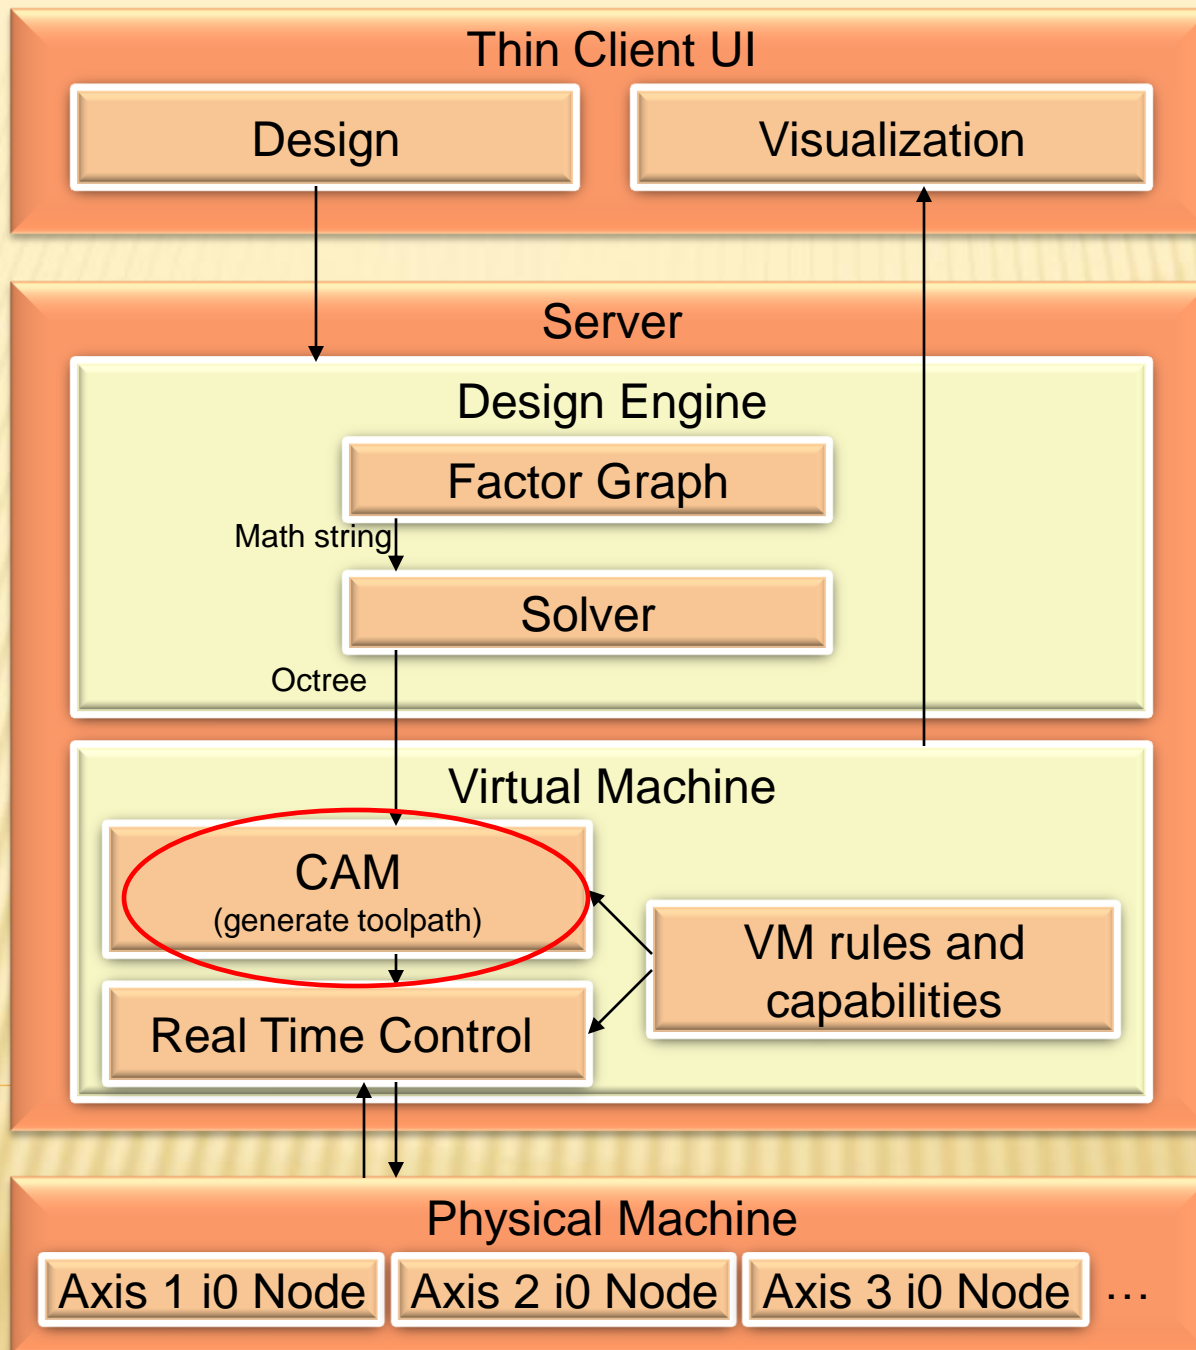 Thin Client UI
Design
Visualization
Server
Design Engine
Factor Graph
Math string
Solver
Octree
Virtual Machine
CAM
(generate toolpath)
VM rules and
capabilities
Real Time Control
Physical Machine
Axis 1 i0 Node
Axis 2 i0 Node
Axis 3 i0 Node
…